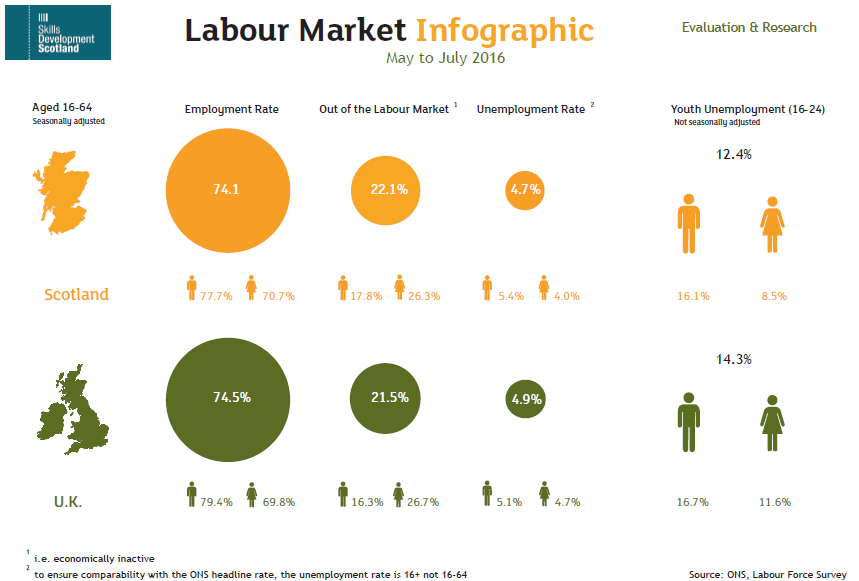 Skills
Development
Scotland
Labour Market Infographic
May to July 2016
Evaluation & Research
Aged 16-64
Seasonally adjusted
Employment Rate
Out of the Labour Market 1
Unemployment Rate 2
Youth Unemployment (16-24)
Not seasonally adjusted
12.4%
74.1
22.1%
4.7%
Scotland
77.7%
70.7%
17.8%
26.3%
5.4%
4.0%
16.1%
8.5%
14.3%
74.5%
21.5%
4.9%
U.K.
79.4%
69.8%
16.3%
26.7%
5.1%
4.7%
16.7%
11.6%
1 i.e. economically inactive
2 to ensure comparability with the ONS headline rate, the unemployment rate is 16+ not 16-64
Source: ONS, Labour Force Survey